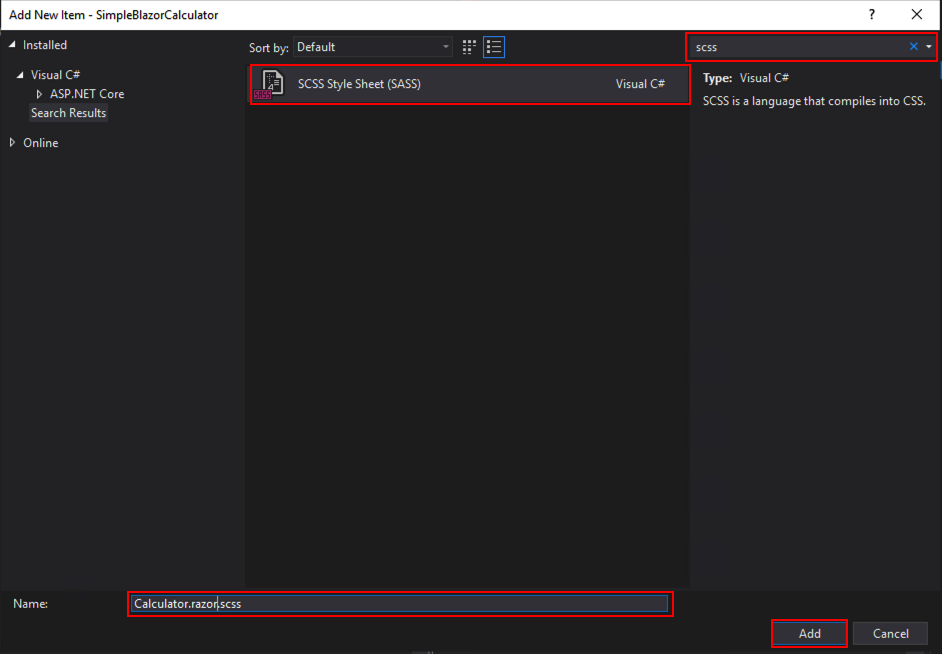 Add New Item - SimpleBlazorCalculator
?
Installed
Sort by: Default
scss
Visual C#
ASP.NET Core
Search Results
Online
SASS
SCSS Style Sheet (SASS) Visual C#
Type: Visual C#
SCSS is a language that compiles into CSS.
Name: Calculator.razor.scss
Add Cancel